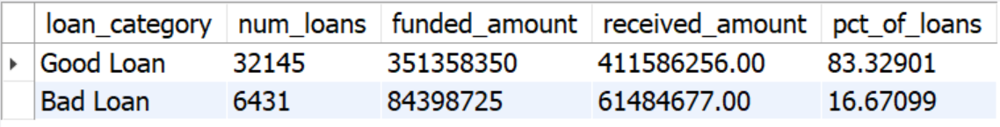 loan_category num_loans funded_amount received_amount pct_of_loans
Good Loan 32145 351358350 411586256.00 83.32901
Bad Loan 6431 84398725 61484677.00 16.67099